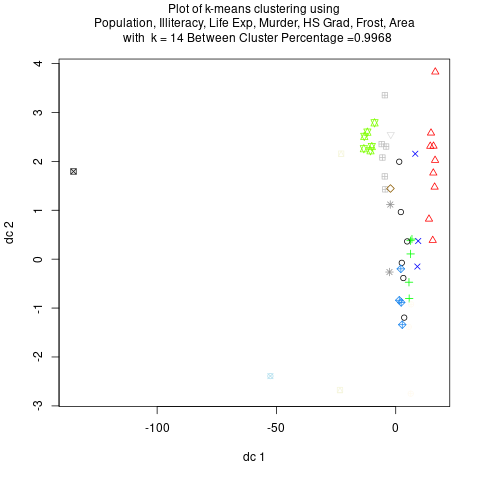 Plot of k-means clustering using
Population, Illiteracy, Life Exp, Murder, HS Grad, Frost, Area
with k = 14 Between Cluster Percentage =0.9968
4
3
2
1
0
-1
-2
-3
dc 2
-100
-50
0
dc 1